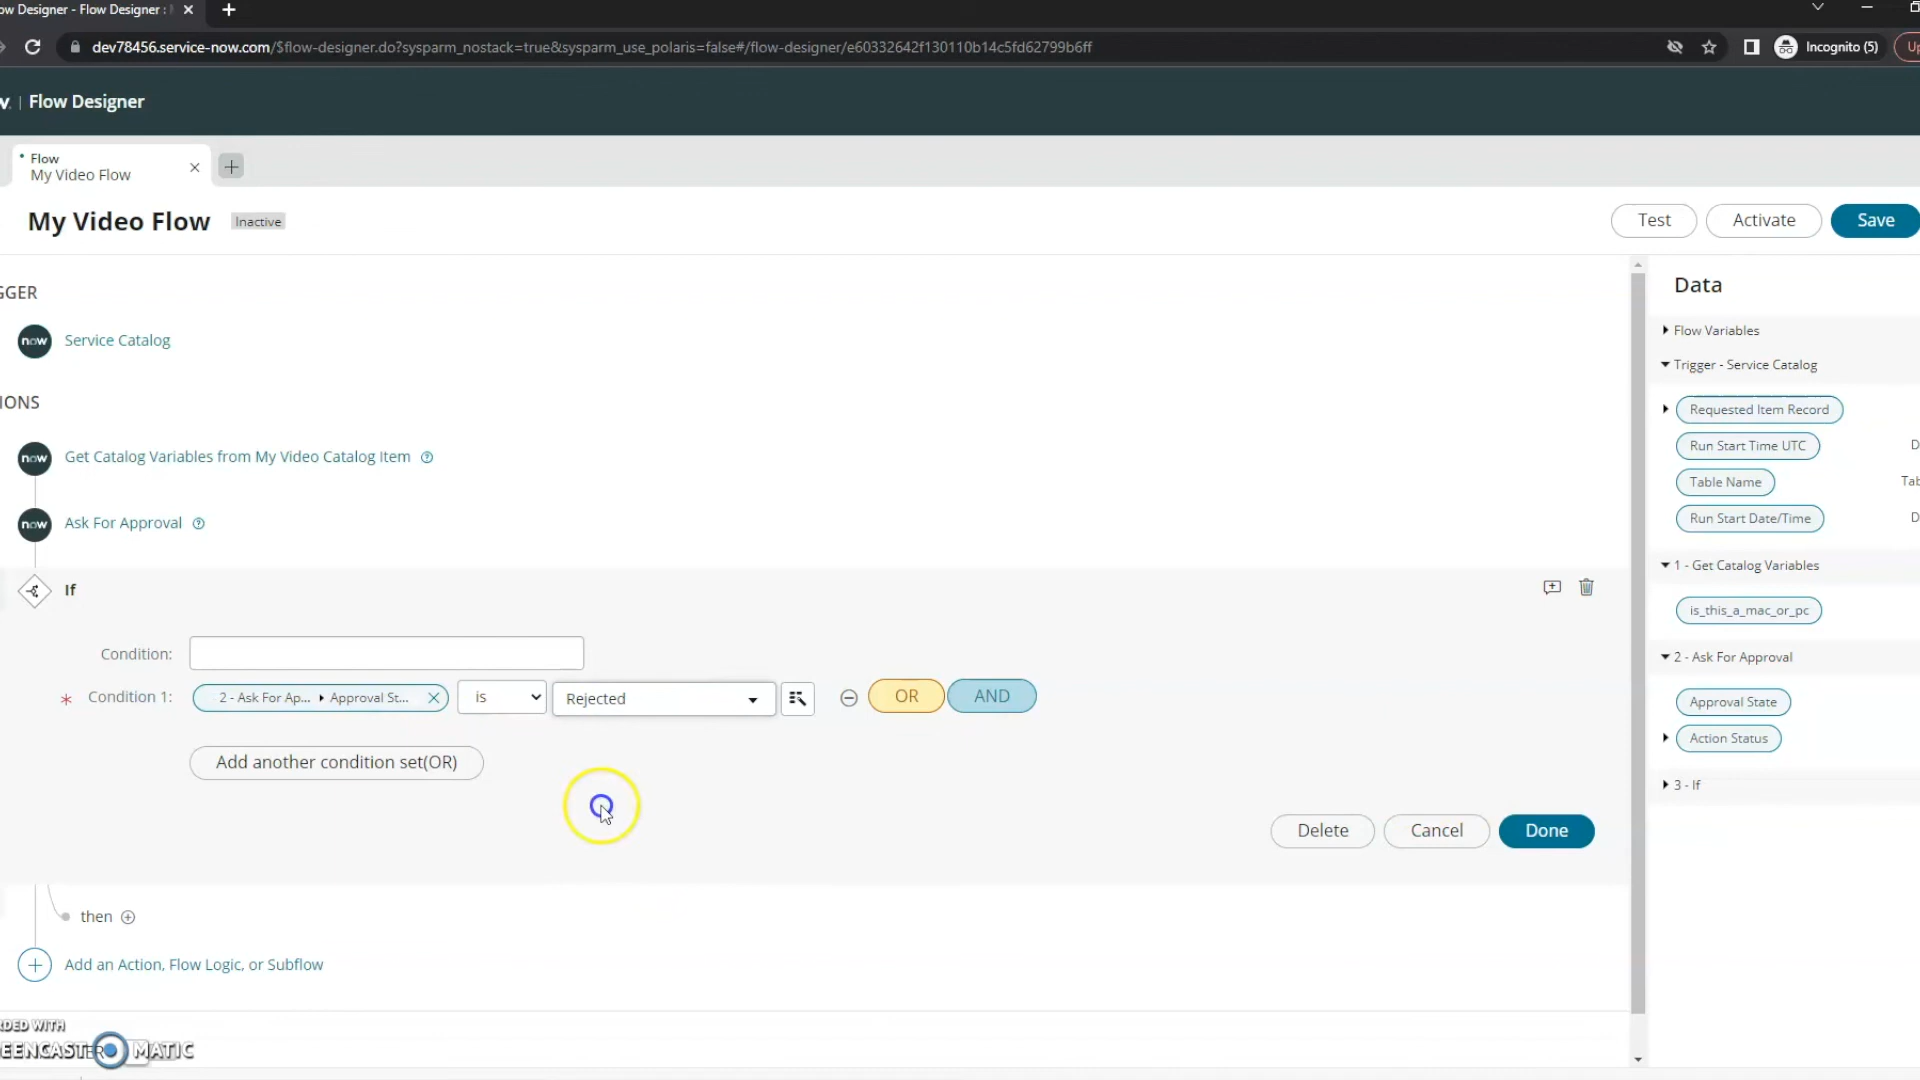 ow Designer - Flow Designer :
dev78456.service-now.com/$flow-designer.do?sysparm_nostack=true&sysparm_use_polaris=false#/flow-designer/e60332642f130110b14c5fd62799b6ff
Incognito (5)
Up
w. | Flow Designer
Flow
My Video Flow
My Video Flow
Inactive
Test
Activate
Save
GGER
now
Service Catalog
IONS
now
Get Catalog Variables from My Video Catalog Item
now
Ask For Approval
If
Condition:
* Condition 1:
2 - Ask For Ap... ▸ Approval St...
is
Rejected
OR
AND
Add another condition set(OR)
Delete
Cancel
Done
then
Add an Action, Flow Logic, or Subflow
Data
Flow Variables
Trigger - Service Catalog
Requested Item Record
Run Start Time UTC
D
Table Name
Tab
Run Start Date/Time
D
1 - Get Catalog Variables
is_this_a_mac_or_pc
2 - Ask For Approval
Approval State
Action Status
3 - If
RDED WITH
EENCAST MATIC